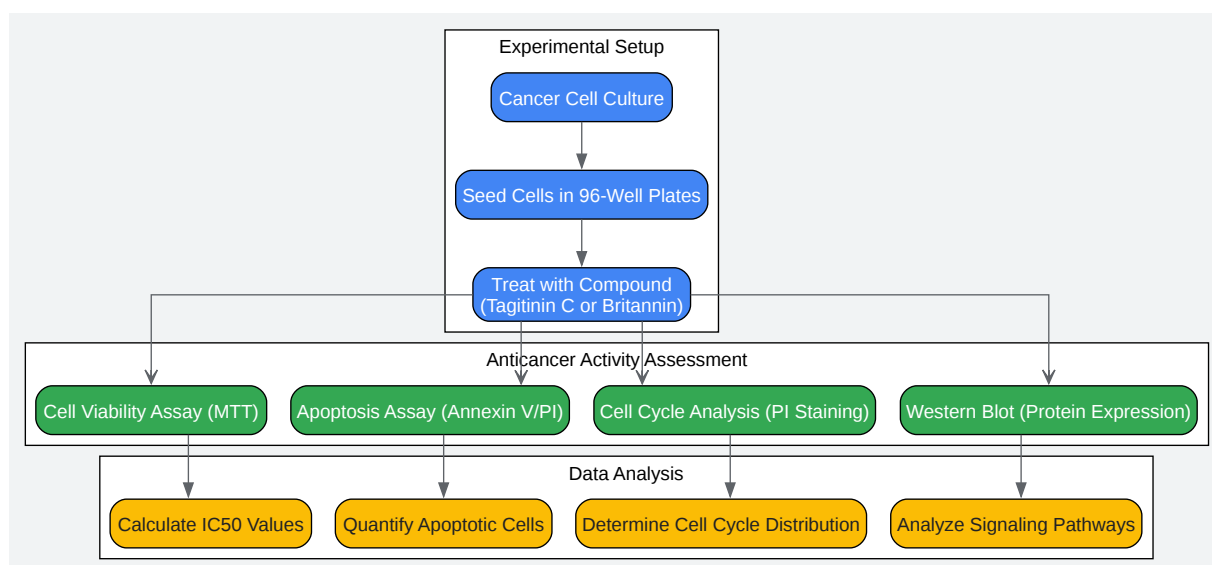 Experimental Setup
Cancer Cell Culture
Seed Cells in 96-Well Plates
Treat with Compound
(Tagitinin C or Britannin)
Anticancer Activity Assessment
Cell Viability Assay (MTT)
Apoptosis Assay (Annexin V/PI)
Cell Cycle Analysis (PI Staining)
Western Blot (Protein Expression)
Data Analysis
Calculate IC50 Values
Quantify Apoptotic Cells
Determine Cell Cycle Distribution
Analyze Signaling Pathways